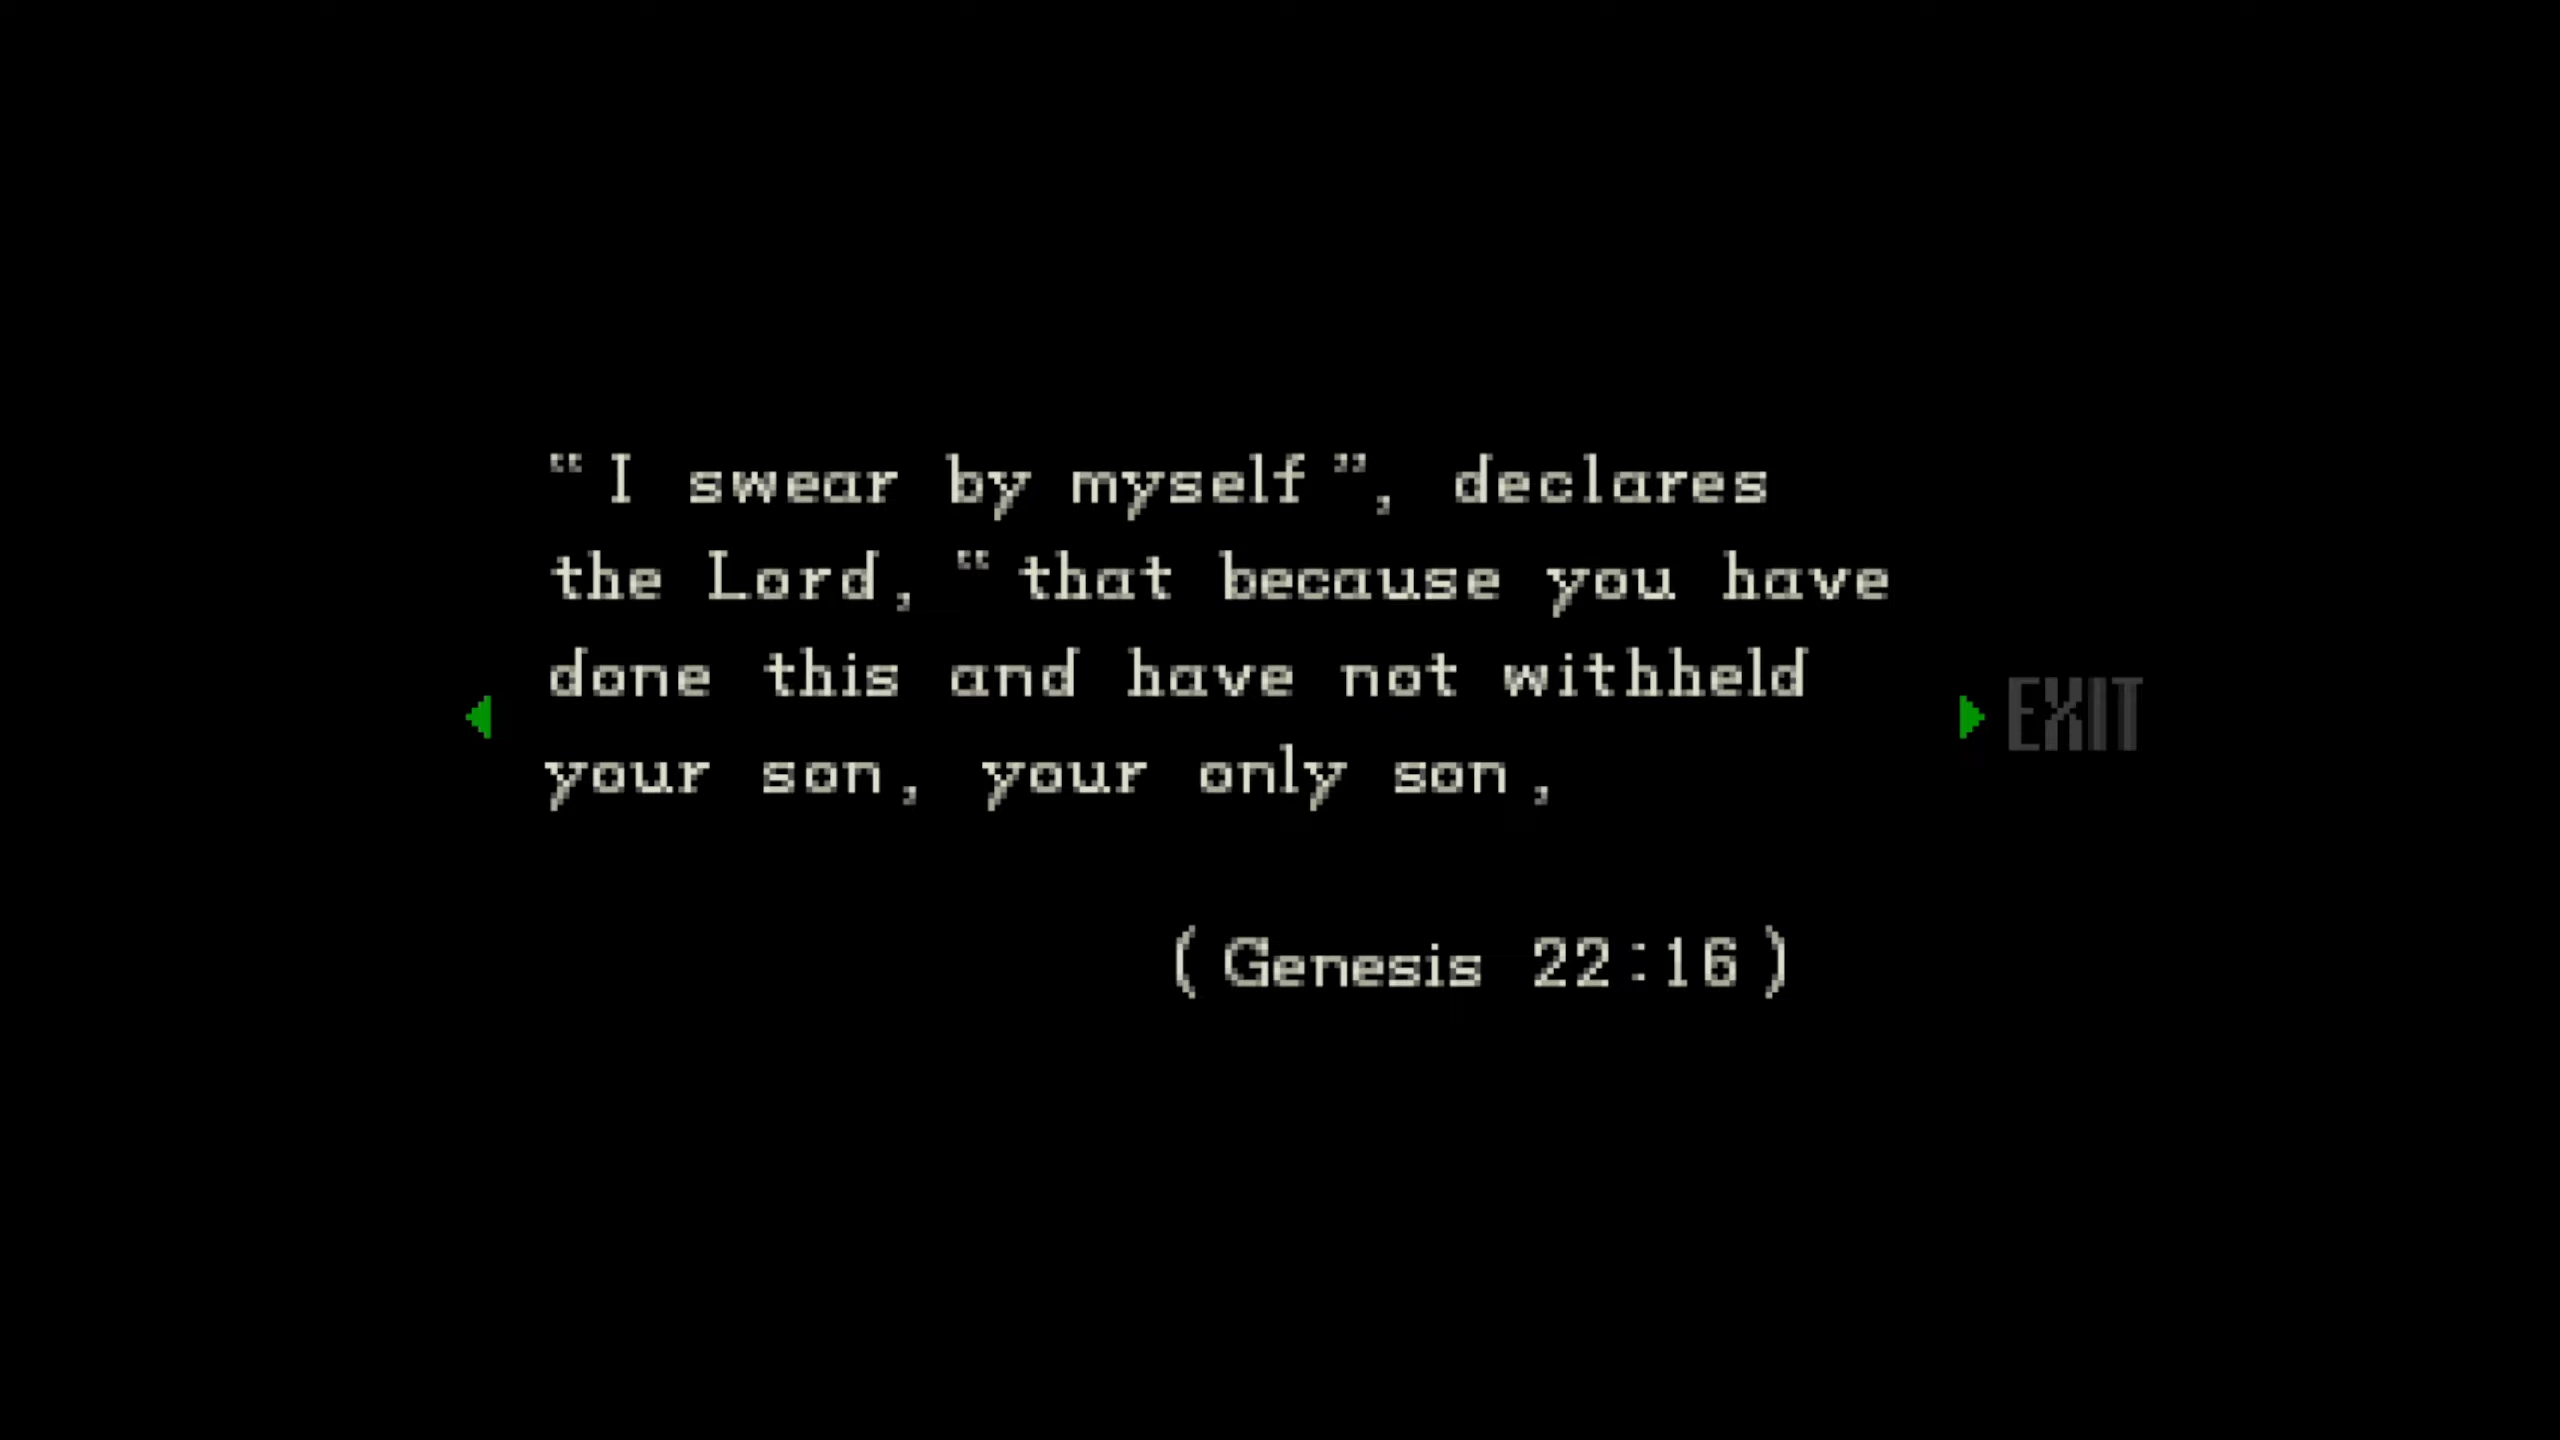 “I swear by myself”, declares
the Lord, “that because you have
done this and have not withheld
your son, your only son,
EXIT
(Genesis 22:16)